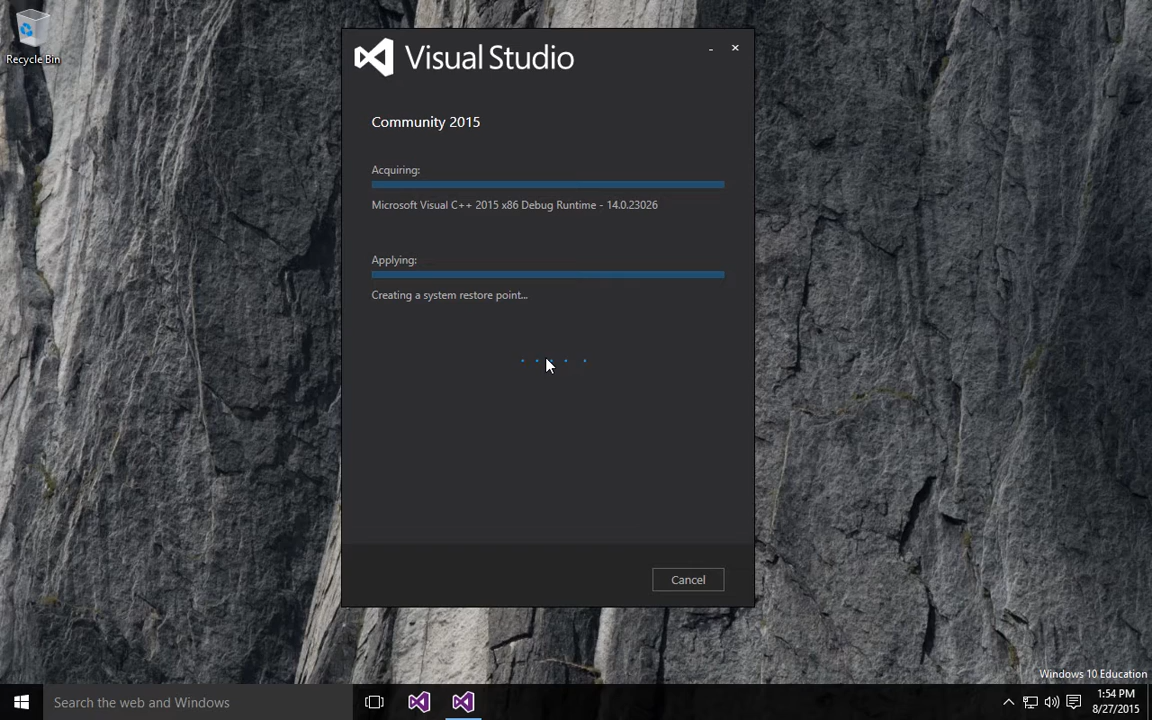 Recycle Bin
Visual Studio
Community 2015
Acquiring:
Microsoft Visual C++ 2015 x86 Debug Runtime - 14.0.23026
Applying:
Creating a system restore point...
Cancel
Windows 10 Education
Search the web and Windows
1:54 PM
8/27/2015